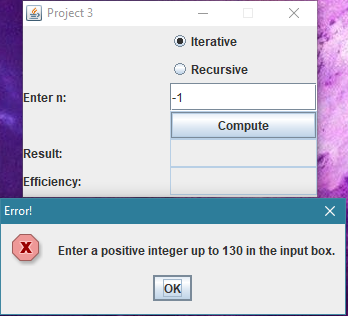 Project 3
Iterative
Recursive
Enter n:
-1
Compute
Result:
Efficiency:
Error!
Enter a positive integer up to 130 in the input box.
OK